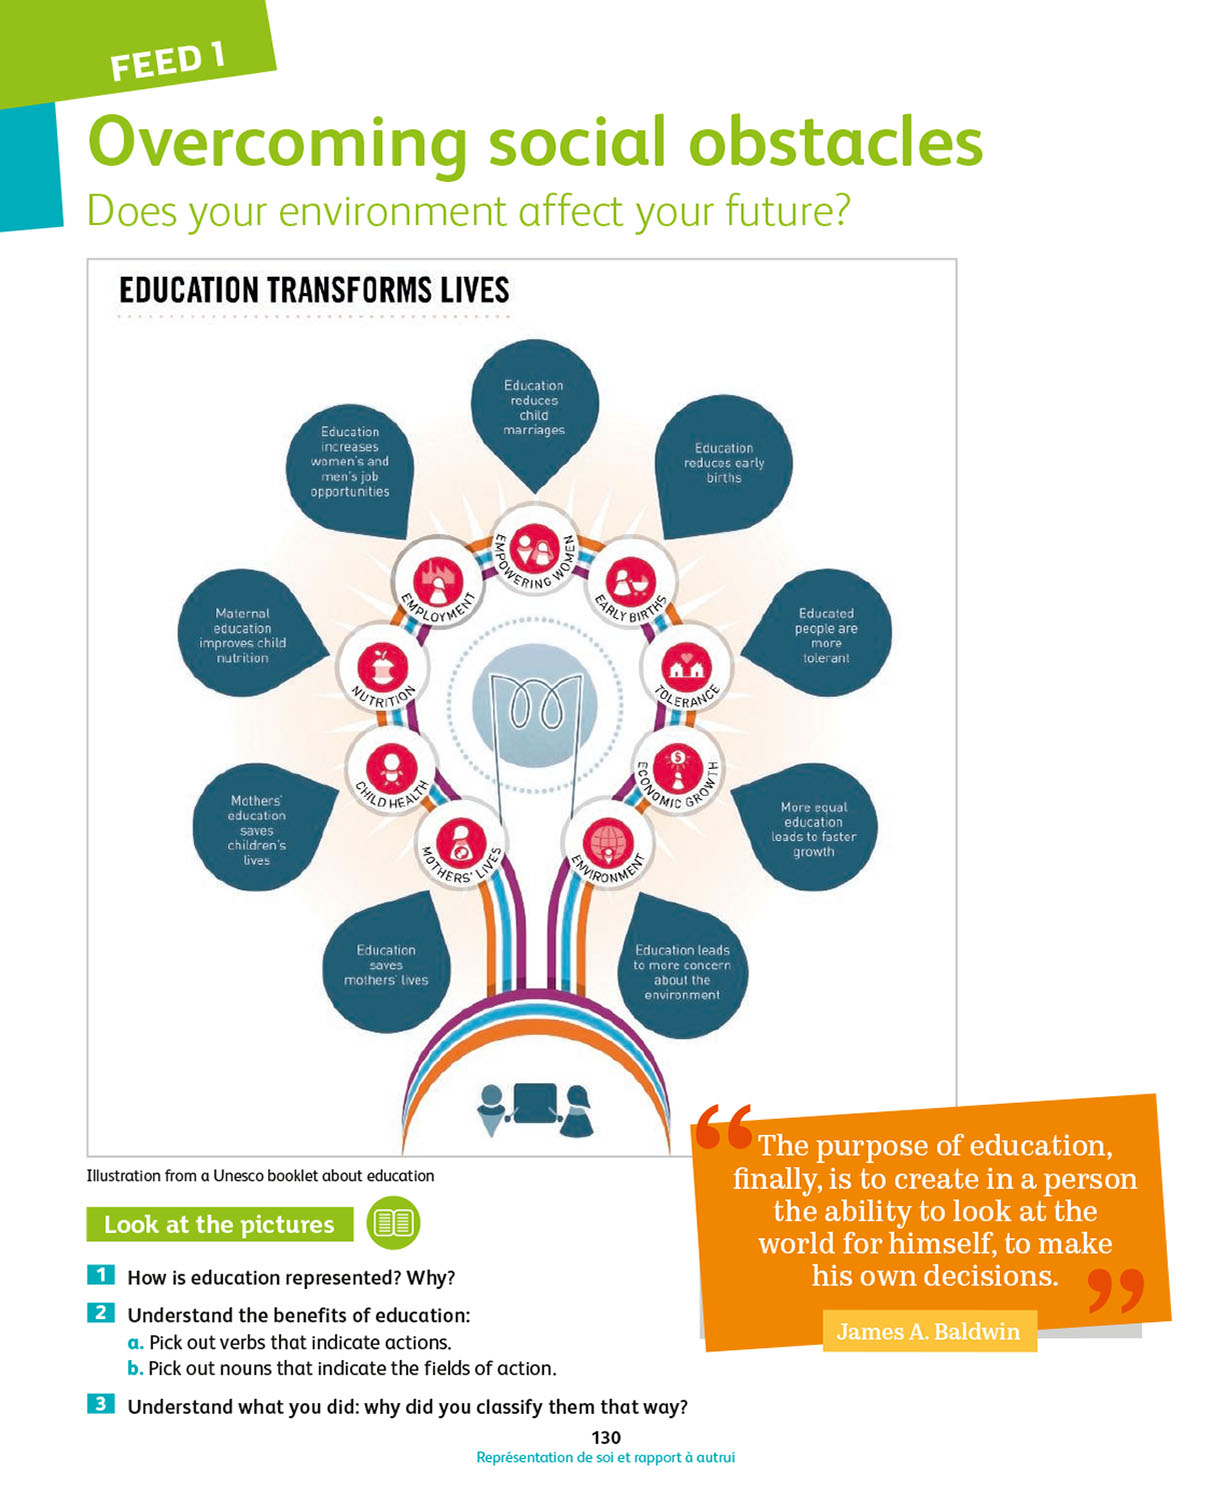 FEED 1
Overcoming social obstacles
Does your environment affect your future?
EDUCATION TRANSFORMS LIVES
Education
reduces
child
marriages
Education
increases
women's and
men's job
opportunities
Education
reduces early
births
EMPOWERING WOMEN
EMPLOYMENT
EARLY BIRTHS
Maternal
education
improves child
nutrition
Educated
people are
more
tolerant
NUTRITION
TOLERANCE
CHILD HEALTH
$
ECONOMIC GROWTH
Mothers'
education
saves
children's
lives
More equal
education
leads to faster
growth
MOTHERS' LIVES
ENVIRONMENT
Education
saves
mothers' lives
Education leads
to more concern
about the
environment
Illustration from a Unesco booklet about education
“The purpose of education,
finally, is to create in a person
the ability to look at the
world for himself, to make
his own decisions.”
James A. Baldwin
Look at the pictures
1 How is education represented? Why?
2 Understand the benefits of education:
a. Pick out verbs that indicate actions.
b. Pick out nouns that indicate the fields of action.
3 Understand what you did: why did you classify them that way?
130
Représentation de soi et rapport à autrui